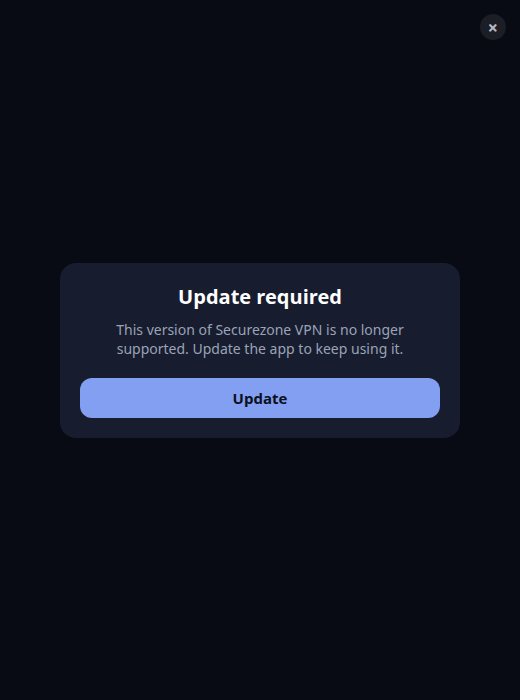 ×
Update required
This version of Securezone VPN is no longer
supported. Update the app to keep using it.
Update